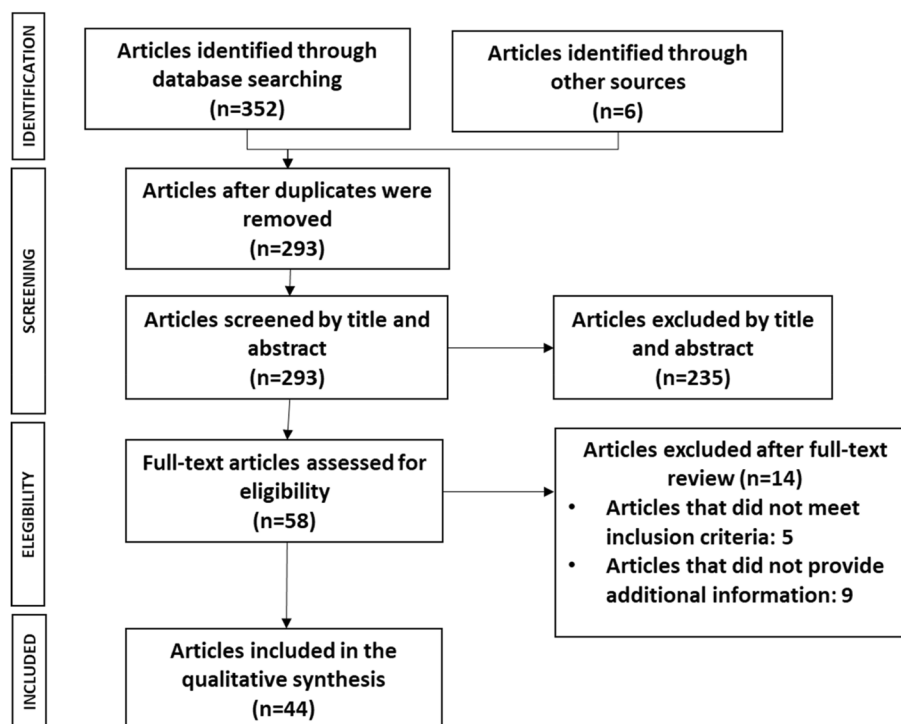 IDENTIFICATION
Articles identified through
database searching
(n=352)
Articles identified through
other sources
(n=6)
SCREENING
Articles after duplicates were
removed
(n=293)
Articles screened by title and
abstract
(n=293)
Articles excluded by title
and abstract
(n=235)
ELEGIBILITY
Full-text articles assessed for
eligibility
(n=58)
Articles excluded after full-text
review (n=14)
• Articles that did not meet
inclusion criteria: 5
• Articles that did not provide
additional information: 9
INCLUDED
Articles included in the
qualitative synthesis
(n=44)